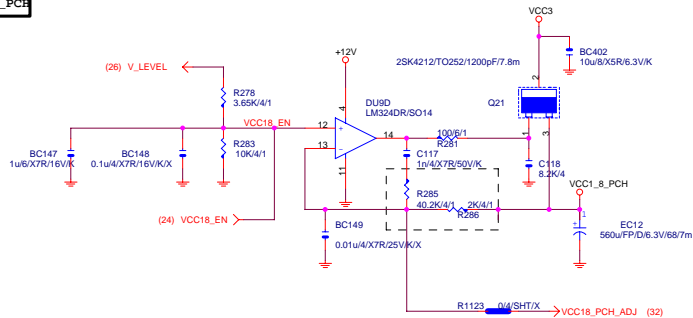 _PCH
VCC3
+12V
2SK4212/TO252/1200pF/7.8m
BC402
10u/8/X5R/6.3V/K
(26) V_LEVEL
R278
3.65K/4/1
DU9D
LM324DR/SO14
Q21
2
4
VCC18_EN
12
+
13
-
14
11
100/6/1
R281
1
3
BC147
1u/6/X7R/16V/K
BC148
0.1u/4/X7R/16V/K/X
R283
10K/4/1
C117
1n/4/X7R/50V/K
C118
8.2K/4
VCC1_8_PCH
R285
40.2K/4/1
2K/4/1
R286
(24) VCC18_EN
BC149
0.01u/4/X7R/25V/K/X
1
EC12
560u/FP/D/6.3V/68/7m
R1123
0/4/SHT/X
VCC18_PCH_ADJ (32)